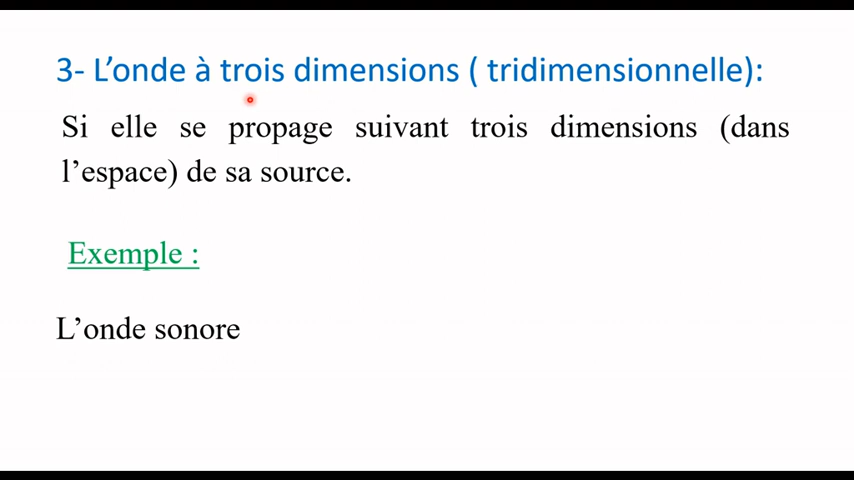 3- L’onde à trois dimensions ( tridimensionnelle):
Si elle se propage suivant trois dimensions (dans
l’espace) de sa source.
Exemple :
L’onde sonore